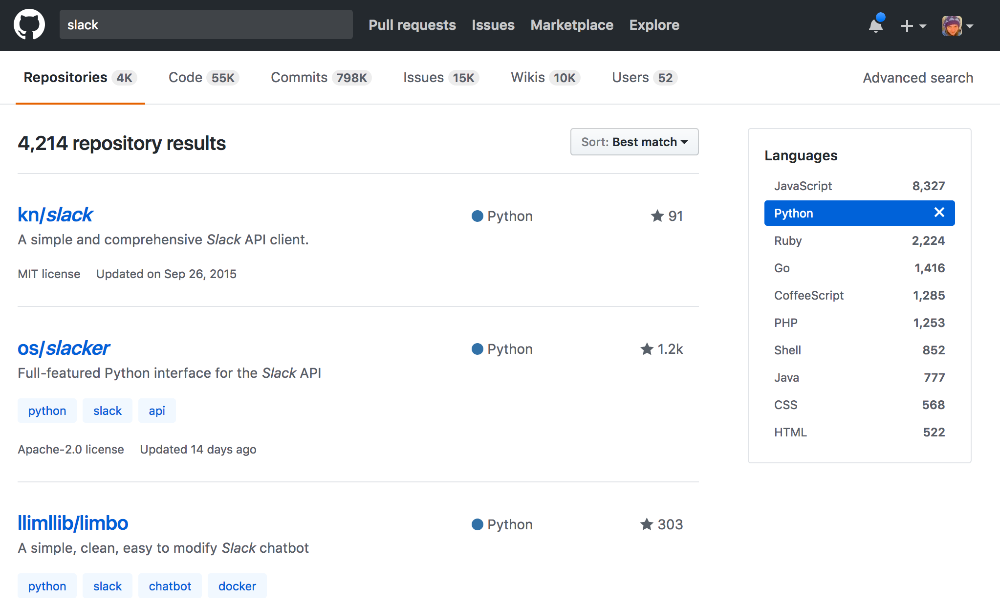 slack Pull requests Issues Marketplace Explore
Repositories 4K Code 55K Commits 798K Issues 15K Wikis 10K Users 52 Advanced search
4,214 repository results
Sort: Best match
kn/slack
Python
91
A simple and comprehensive Slack API client.
MIT license Updated on Sep 26, 2015
os/slacker
Python
1.2k
Full-featured Python interface for the Slack API
python slack api
Apache-2.0 license Updated 14 days ago
llimllib/limbo
Python
303
A simple, clean, easy to modify Slack chatbot
python slack chatbot docker
Languages
JavaScript 8,327
Python
Ruby 2,224
Go 1,416
CoffeeScript 1,285
PHP 1,253
Shell 852
Java 777
CSS 568
HTML 522